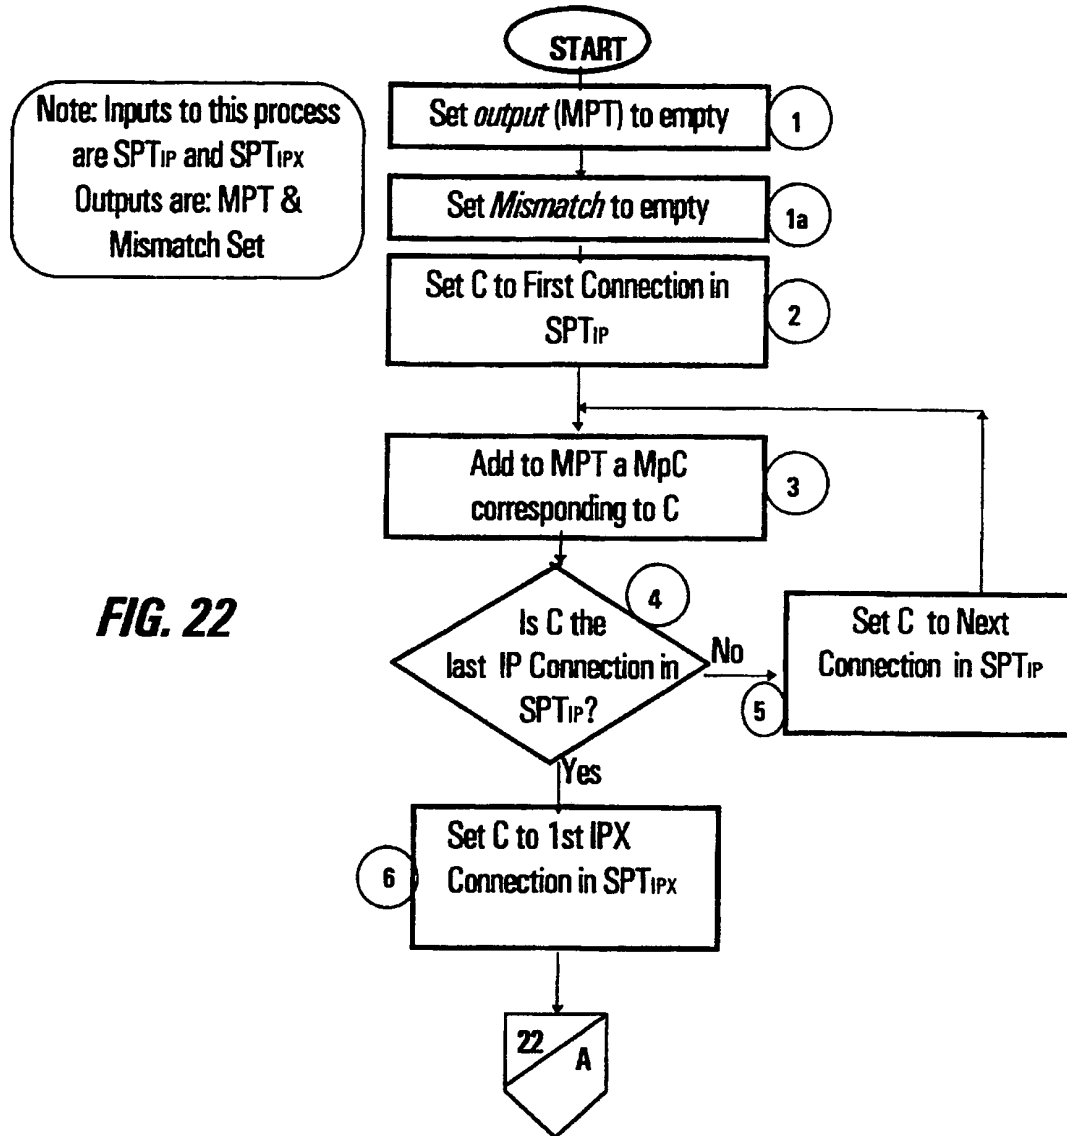 START
Note: Inputs to this process
are SPTIP and SPTIPX
Outputs are: MPT &
Mismatch Set
Set output (MPT) to empty
1
Set Mismatch to empty
1a
Set C to First Connection in
SPTIP
2
Add to MPT a MpC
corresponding to C
3
4
Is C the
last IP Connection in
SPTIP?
No
Set C to Next
Connection in SPTIP
5
FIG. 22
Yes
Set C to 1st IPX
Connection in SPTIPX
6
22
A